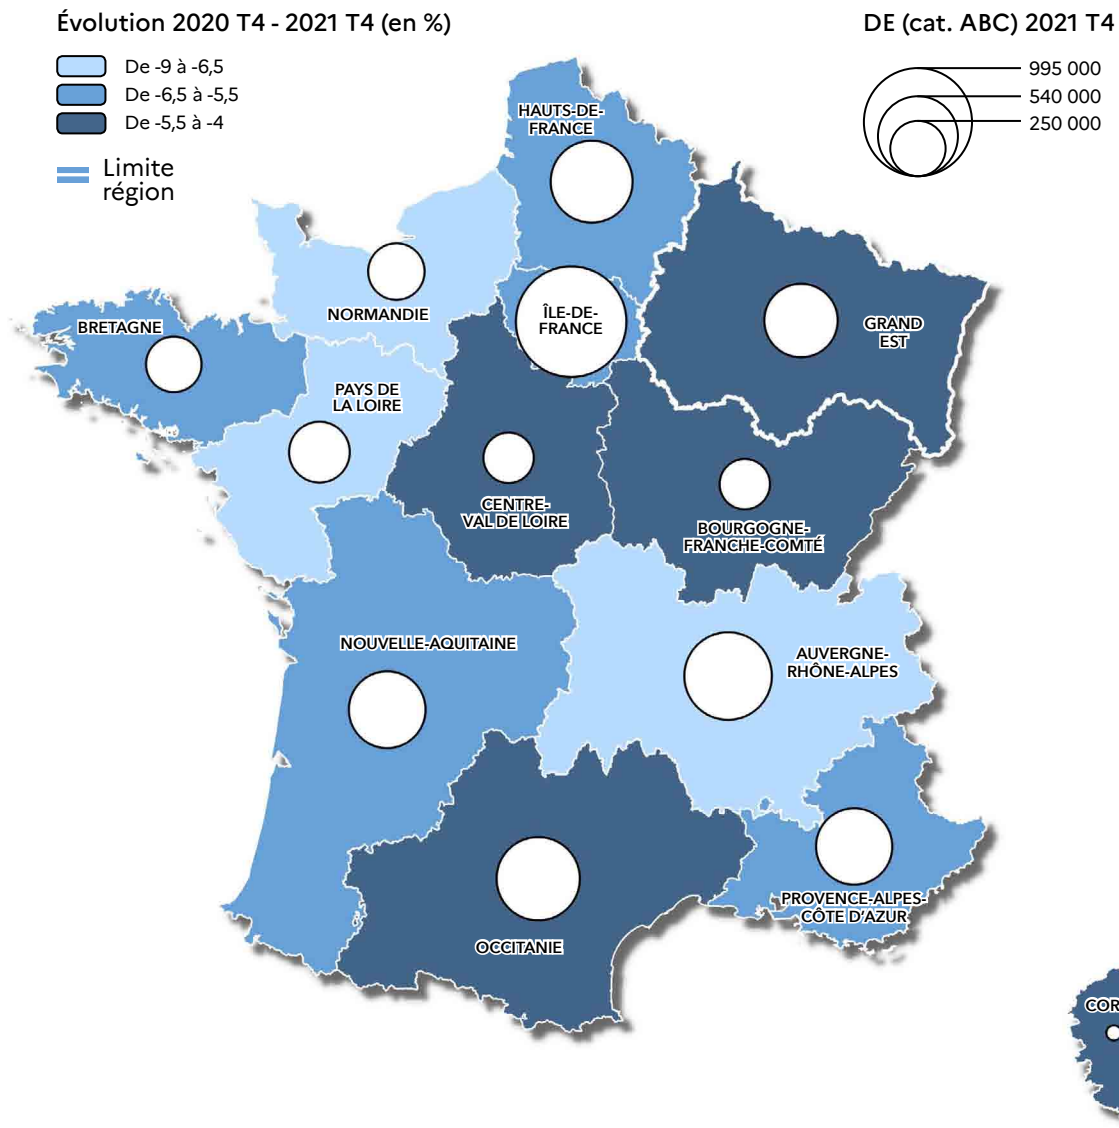 Évolution 2020 T4 - 2021 T4 (en %)
De -9 à -6,5
De -6,5 à -5,5
De -5,5 à -4
Limite
région
DE (cat. ABC) 2021 T4
995 000
540 000
250 000
HAUTS-DE-
FRANCE
NORMANDIE
ÎLE-DE-
FRANCE
GRAND
EST
BRETAGNE
PAYS DE
LA LOIRE
CENTRE-
VAL DE LOIRE
BOURGOGNE-
FRANCHE-COMTÉ
NOUVELLE-AQUITAINE
AUVERGNE-
RHÔNE-ALPES
PROVENCE-ALPES-
CÔTE D'AZUR
OCCITANIE
COR